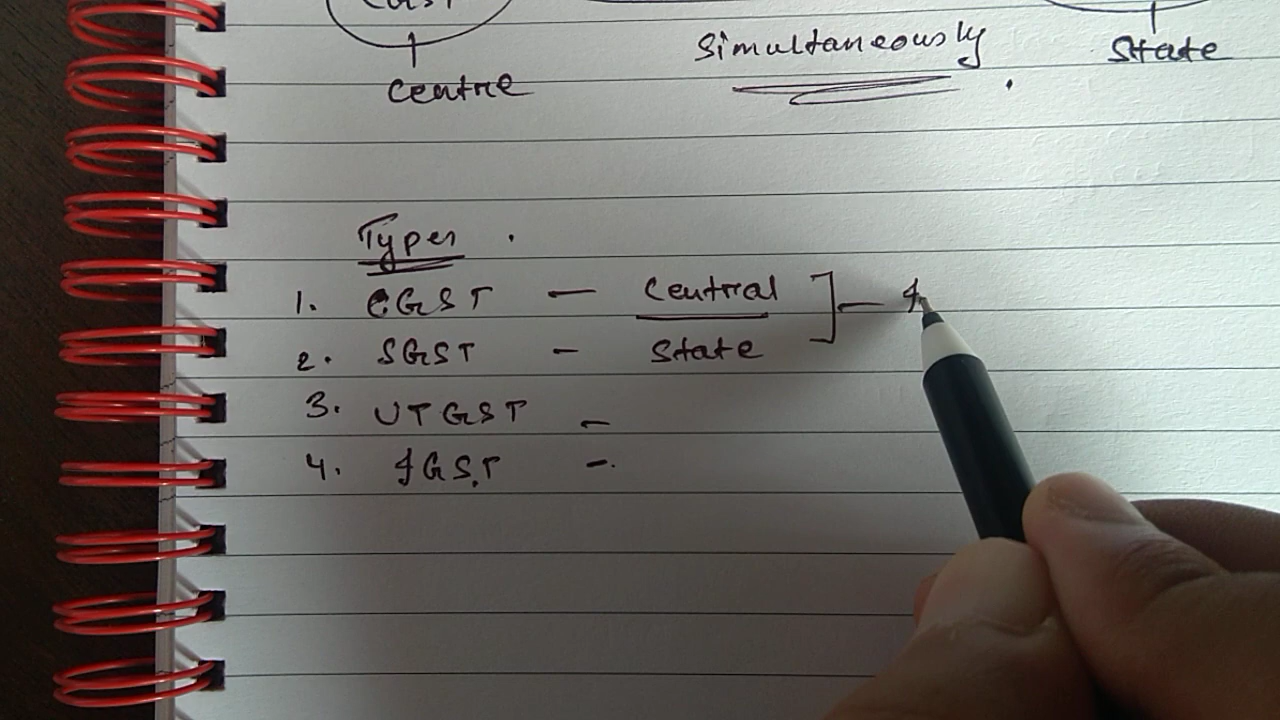 simultaneously
State
centre
Types .
1. CGST - Central
2. SGST - State
3. UTGST -
4. IGST -